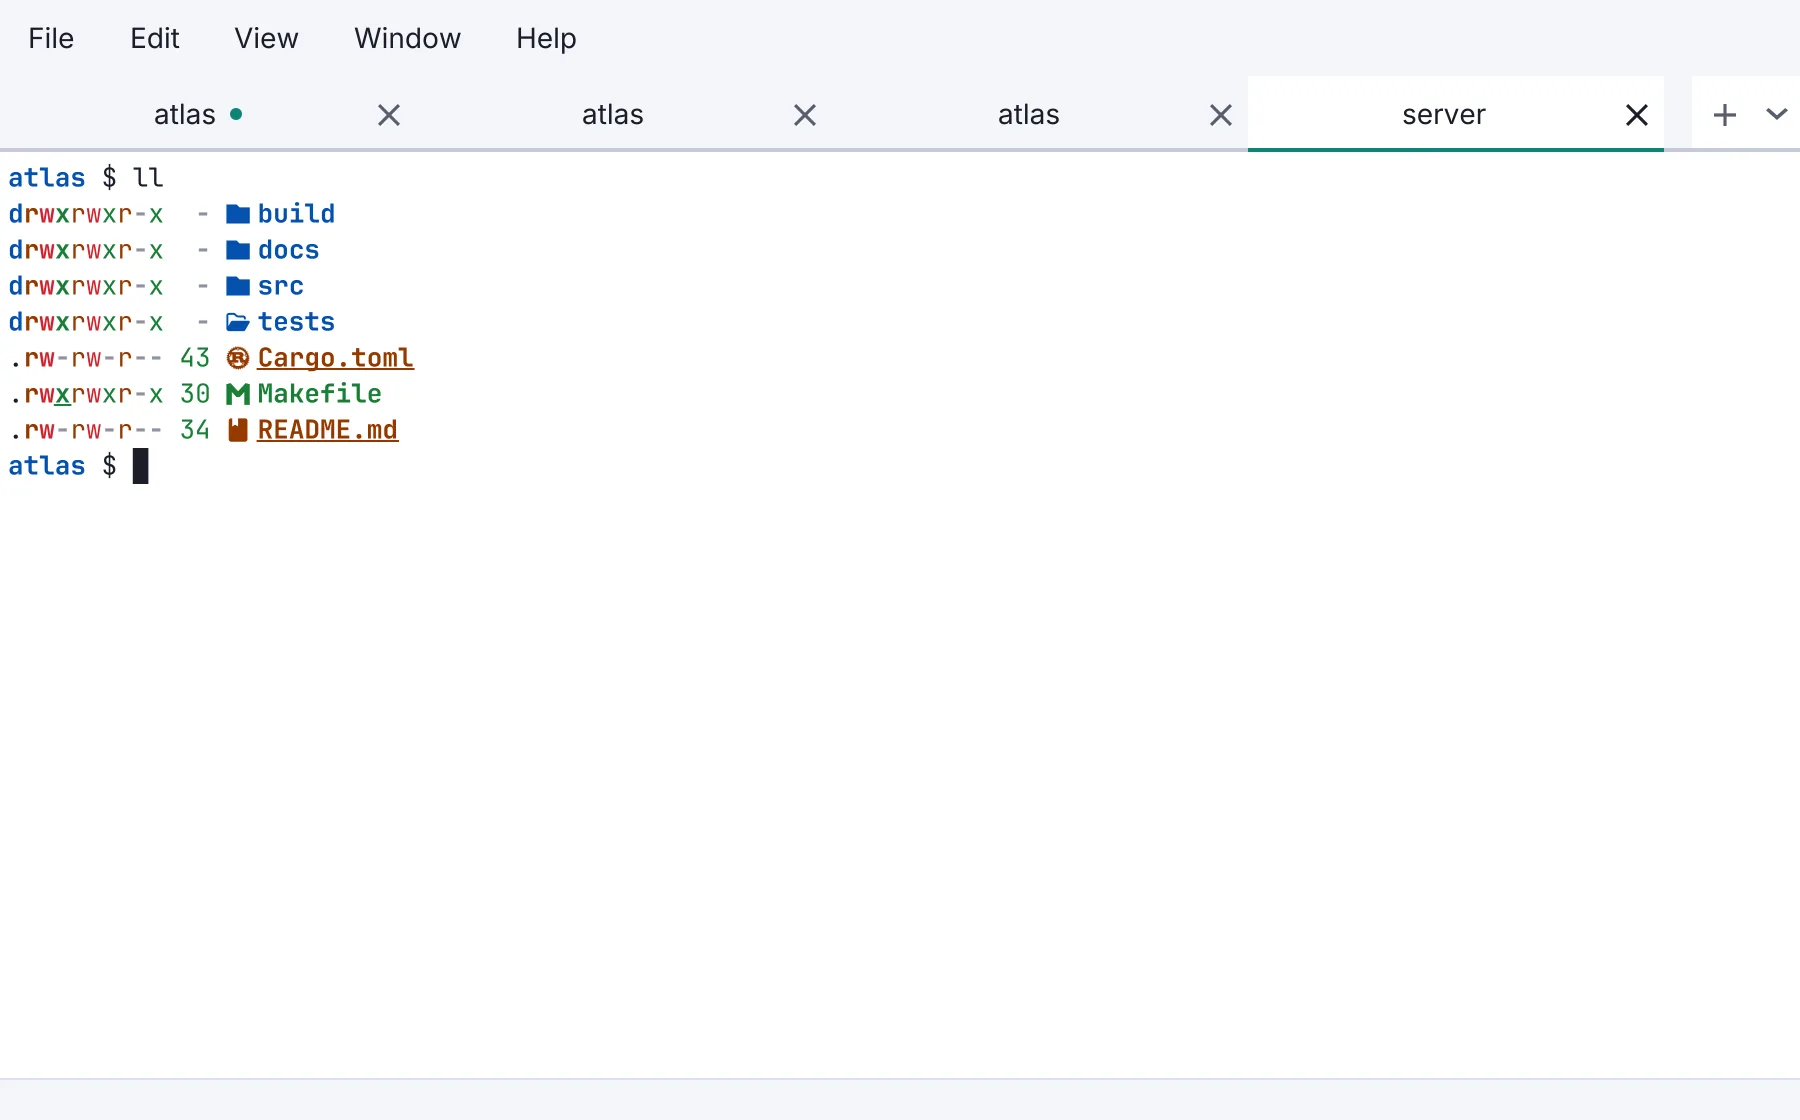 File Edit View Window Help
atlas atlas atlas server
atlas $ ll
drwxrwxr-x  - build
drwxrwxr-x  - docs
drwxrwxr-x  - src
drwxrwxr-x  - tests
.rw-rw-r-- 43 Cargo.toml
.rwxrwxr-x 30 Makefile
.rw-rw-r-- 34 README.md
atlas $